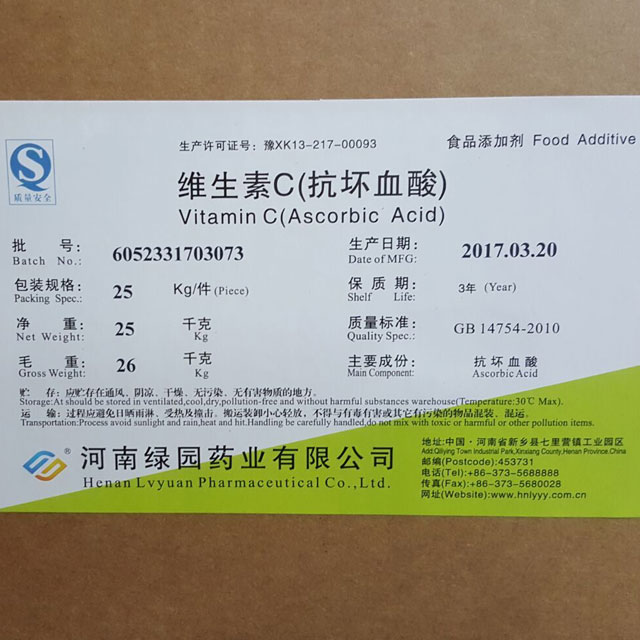 质量安全
生产许可证号：豫XK13-217-00093
食品添加剂 Food Additive
维生素C(抗坏血酸)
Vitamin C(Ascorbic Acid)
批 号： 6052331703073
Batch No.:
生产日期： 2017.03.20
Date of MFG:
包装规格： 25 Kg/件 (Piece)
Packing Spec.:
保 质 期： 3年 (Year)
Shelf Life:
净 重： 25 千克
Net Weight: Kg
质量标准： GB 14754-2010
Quality Spec.:
毛 重： 26 千克
Gross Weight: Kg
主要成份： 抗坏血酸
Main Component: Ascorbic Acid
贮 存：应贮存在通风、阴凉、干燥、无污染、无有害物质的地方。
Storage:At should be stored in ventilated,cool,dry,pollution-free and without harmful substances warehouse(Temperature:30℃ Max).
运 输：过程应避免日晒雨淋、受热及撞击。搬运装卸小心轻放，不得与有毒有害或其它有污染的物品混装、混运。
Transportation:Process avoid sunlight and rain,heat and hit.Handling be carefully handled,do not mix with toxic or harmful or other pollution items.
® 河南绿园药业有限公司
Henan Lvyuan Pharmaceutical Co.,Ltd.
地址:中国·河南省新乡县七里营镇工业园区
Add:Qiliying Town Industrial Park,Xinxiang County,Henan Province,China
邮编(Postcode):453731
电话(Tel):+86-373-5688888
传真(Fax):+86-373-5680028
网址(Website):www.hnlyyy.com.cn